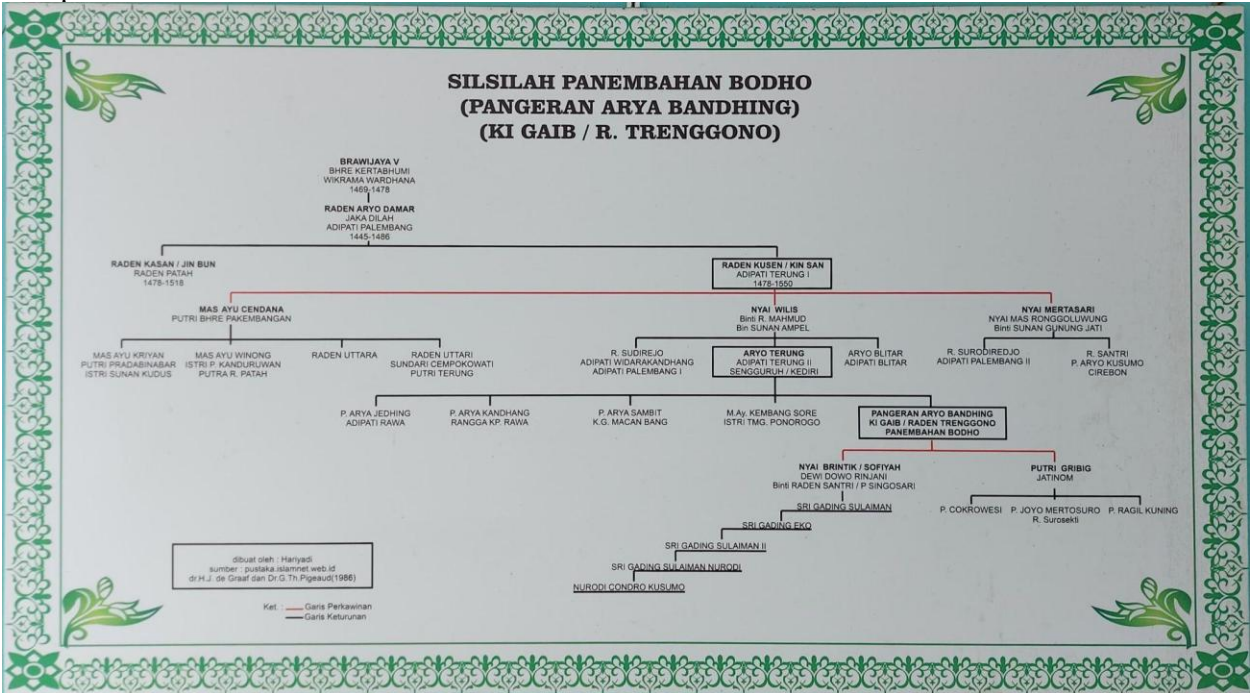 SILSILAH PANEMBAHAN BODHO
(PANGERAN ARYA BANDHING)
(KI GAIB / R. TRENGGONO)
BRAWIJAYA V
BHRE KERTABHUMI
WIKRAMA WARDHANA
1469-1478
RADEN ARYO DAMAR
JAKA DILAH
ADIPATI PALEMBANG
1445-1486
RADEN KASAN / JIN BUN
RADEN PATAH
1478-1518
RADEN KUSEN / KIN SAN
ADIPATI TERUNG I
1478-1550
MAS AYU CENDANA
PUTRI BHRE PAKEMBANGAN
NYAI WILIS
Binti R. MAHMUD
Bin SUNAN AMPEL
NYAI MERTASARI
NYAI MAS RONGGOLUWUNG
Binti SUNAN GUNUNG JATI
MAS AYU KRIYAN
PUTRI PRADABINABAR
ISTRI SUNAN KUDUS
MAS AYU WINONG
ISTRI P. KANDURUWAN
PUTRA R. PATAH
RADEN UTTARA
RADEN UTTARI
SUNDARI CEMPOKOWATI
PUTRI TERUNG
R. SUDIREJO
ADIPATI WIDARAKANDHANG
ADIPATI PALEMBANG I
ARYO TERUNG
ADIPATI TERUNG II
SENGGURUH / KEDIRI
ARYO BLITAR
ADIPATI BLITAR
R. SURODIREDJO
ADIPATI PALEMBANG II
R. SANTRI
P. ARYO KUSUMO
CIREBON
P. ARYA JEDHING
ADIPATI RAWA
P. ARYA KANDHANG
RANGGA KP. RAWA
P. ARYA SAMBIT
K.G. MACAN BANG
M.Ay. KEMBANG SORE
ISTRI TMG. PONOROGO
PANGERAN ARYO BANDHING
KI GAIB / RADEN TRENGGONO
PANEMBAHAN BODHO
NYAI BRINTIK / SOFIYAH
DEWI DOWO RINJANI
Binti RADEN SANTRI / P SINGOSARI
PUTRI GRIBIG
JATINOM
SRI GADING SULAIMAN
SRI GADING EKO
SRI GADING SULAIMAN II
SRI GADING SULAIMAN NURODI
NURODI CONDRO KUSUMO
P. COKROWESI
P. JOYO MERTOSURO
R. Surosekti
P. RAGIL KUNING
dibuat oleh : Hariyadi
sumber : pustaka.islamnet.web.id
dr.H.J. de Graaf dan Dr.G.Th.Pigeaud(1986)
Ket. : Garis Perkawinan
Garis Keturunan